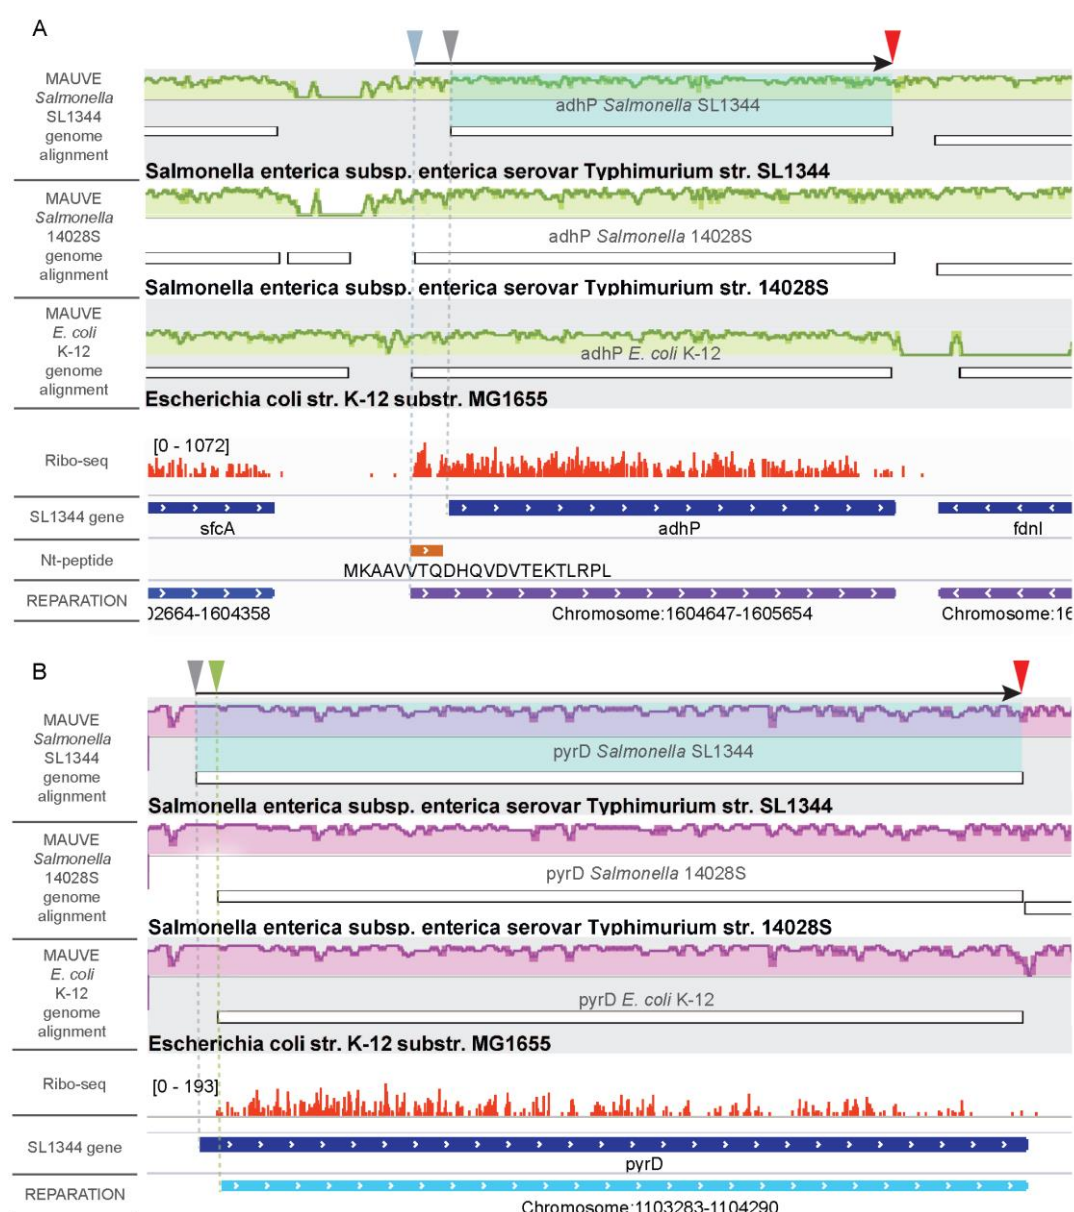 A
MAUVE
Salmonella
SL1344
genome
alignment
adhP Salmonella SL1344
Salmonella enterica subsp. enterica serovar Typhimurium str. SL1344
MAUVE
Salmonella
14028S
genome
alignment
adhP Salmonella 14028S
Salmonella enterica subsp. enterica serovar Typhimurium str. 14028S
MAUVE
E. coli
K-12
genome
alignment
adhP E. coli K-12
Escherichia coli str. K-12 substr. MG1655
Ribo-seq
[0 - 1072]
SL1344 gene
sfcA
adhP
fdnI
Nt-peptide
MKAAVVTQDHQVDVTEKTLRPL
REPARATION
02664-1604358
Chromosome:1604647-1605654
Chromosome:16
B
MAUVE
Salmonella
SL1344
genome
alignment
pyrD Salmonella SL1344
Salmonella enterica subsp. enterica serovar Typhimurium str. SL1344
MAUVE
Salmonella
14028S
genome
alignment
pyrD Salmonella 14028S
Salmonella enterica subsp. enterica serovar Typhimurium str. 14028S
MAUVE
E. coli
K-12
genome
alignment
pyrD E. coli K-12
Escherichia coli str. K-12 substr. MG1655
Ribo-seq
[0 - 193]
SL1344 gene
pyrD
REPARATION
Chromosome:1103283-1104290